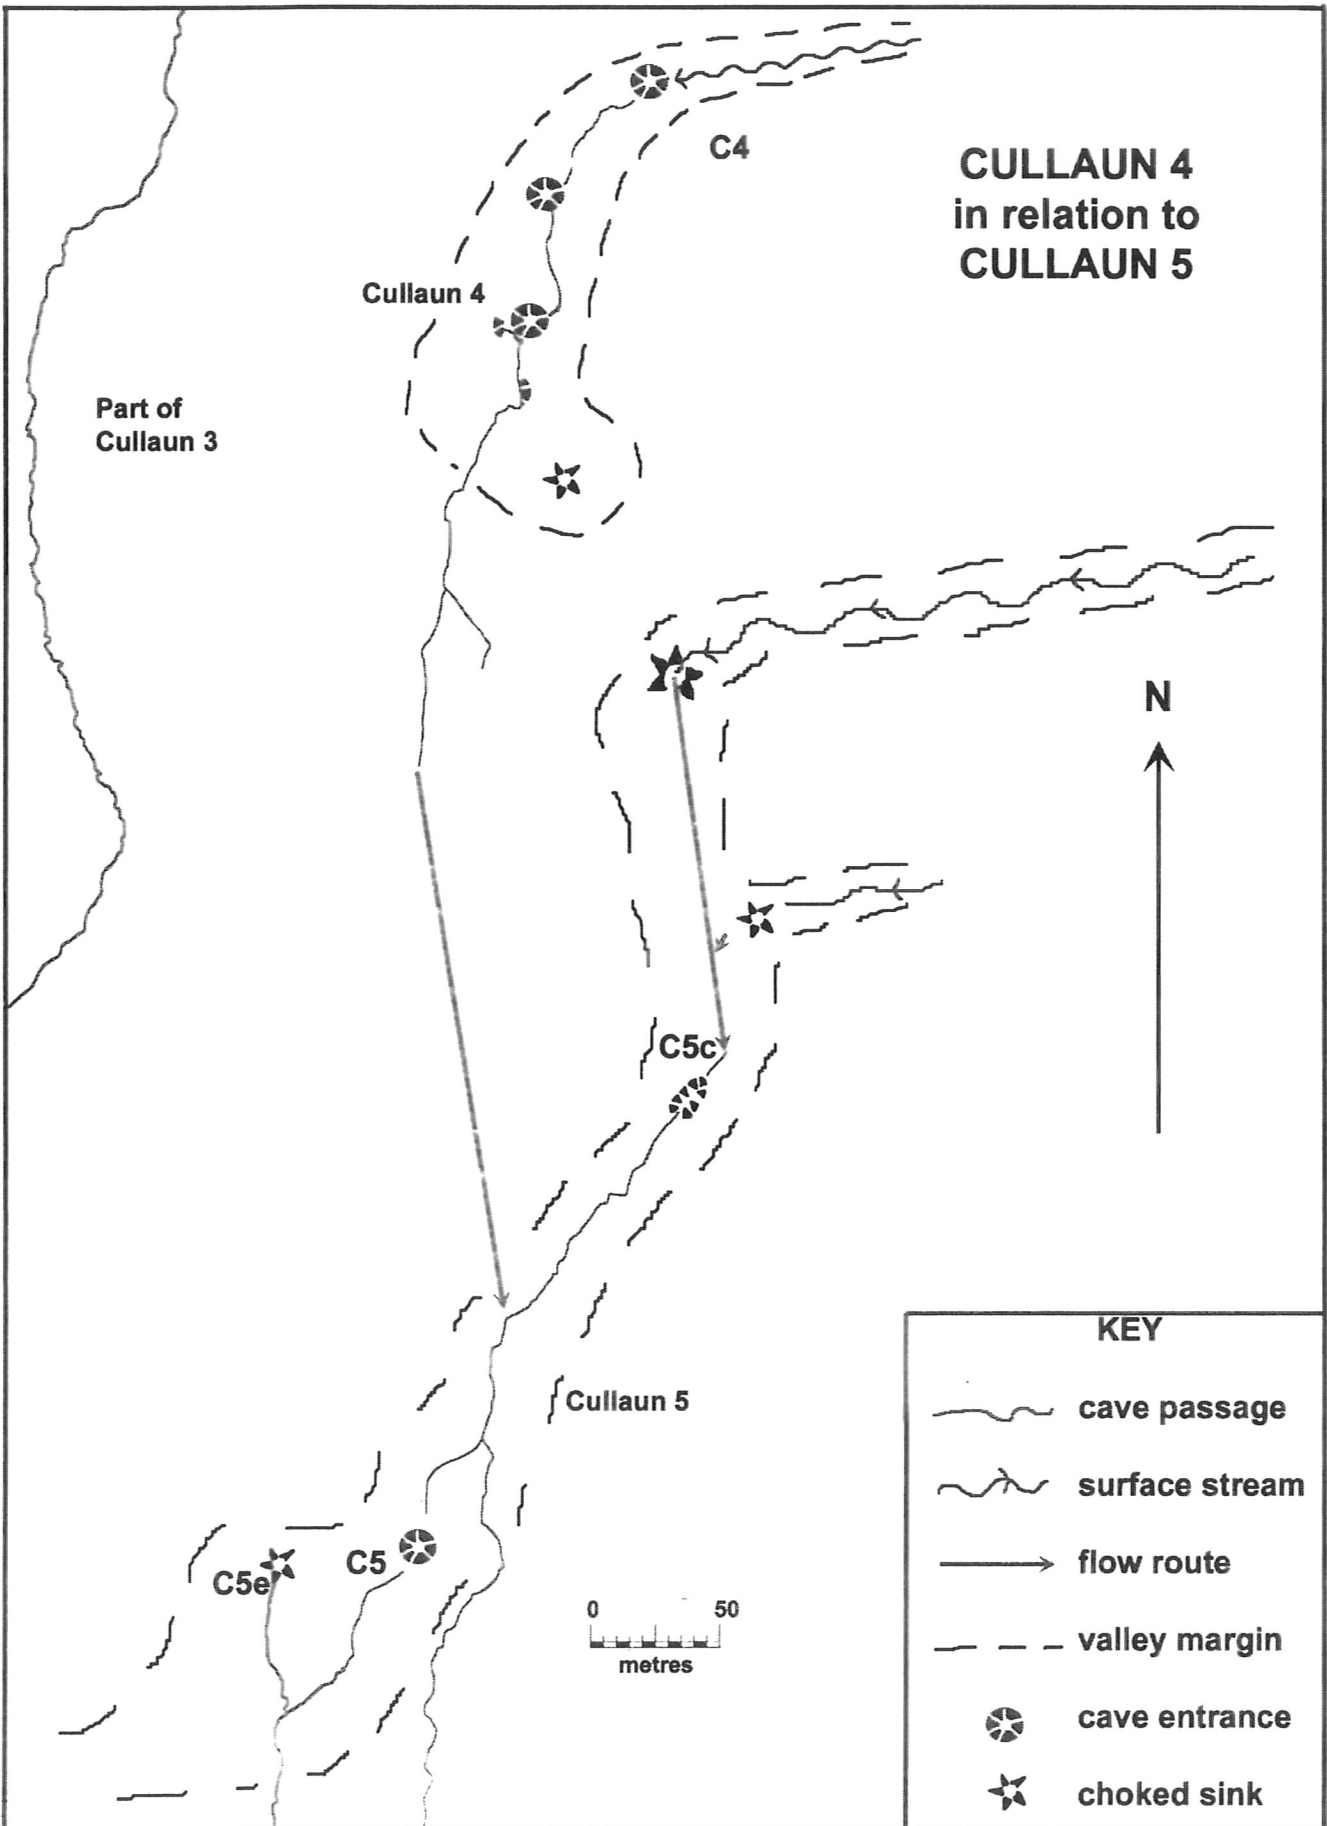 C4
CULLAUN 4
in relation to
CULLAUN 5
Cullaun 4
Part of
Cullaun 3
N
C5c
Cullaun 5
C5e
C5
0 50
metres
KEY
cave passage
surface stream
flow route
valley margin
cave entrance
choked sink